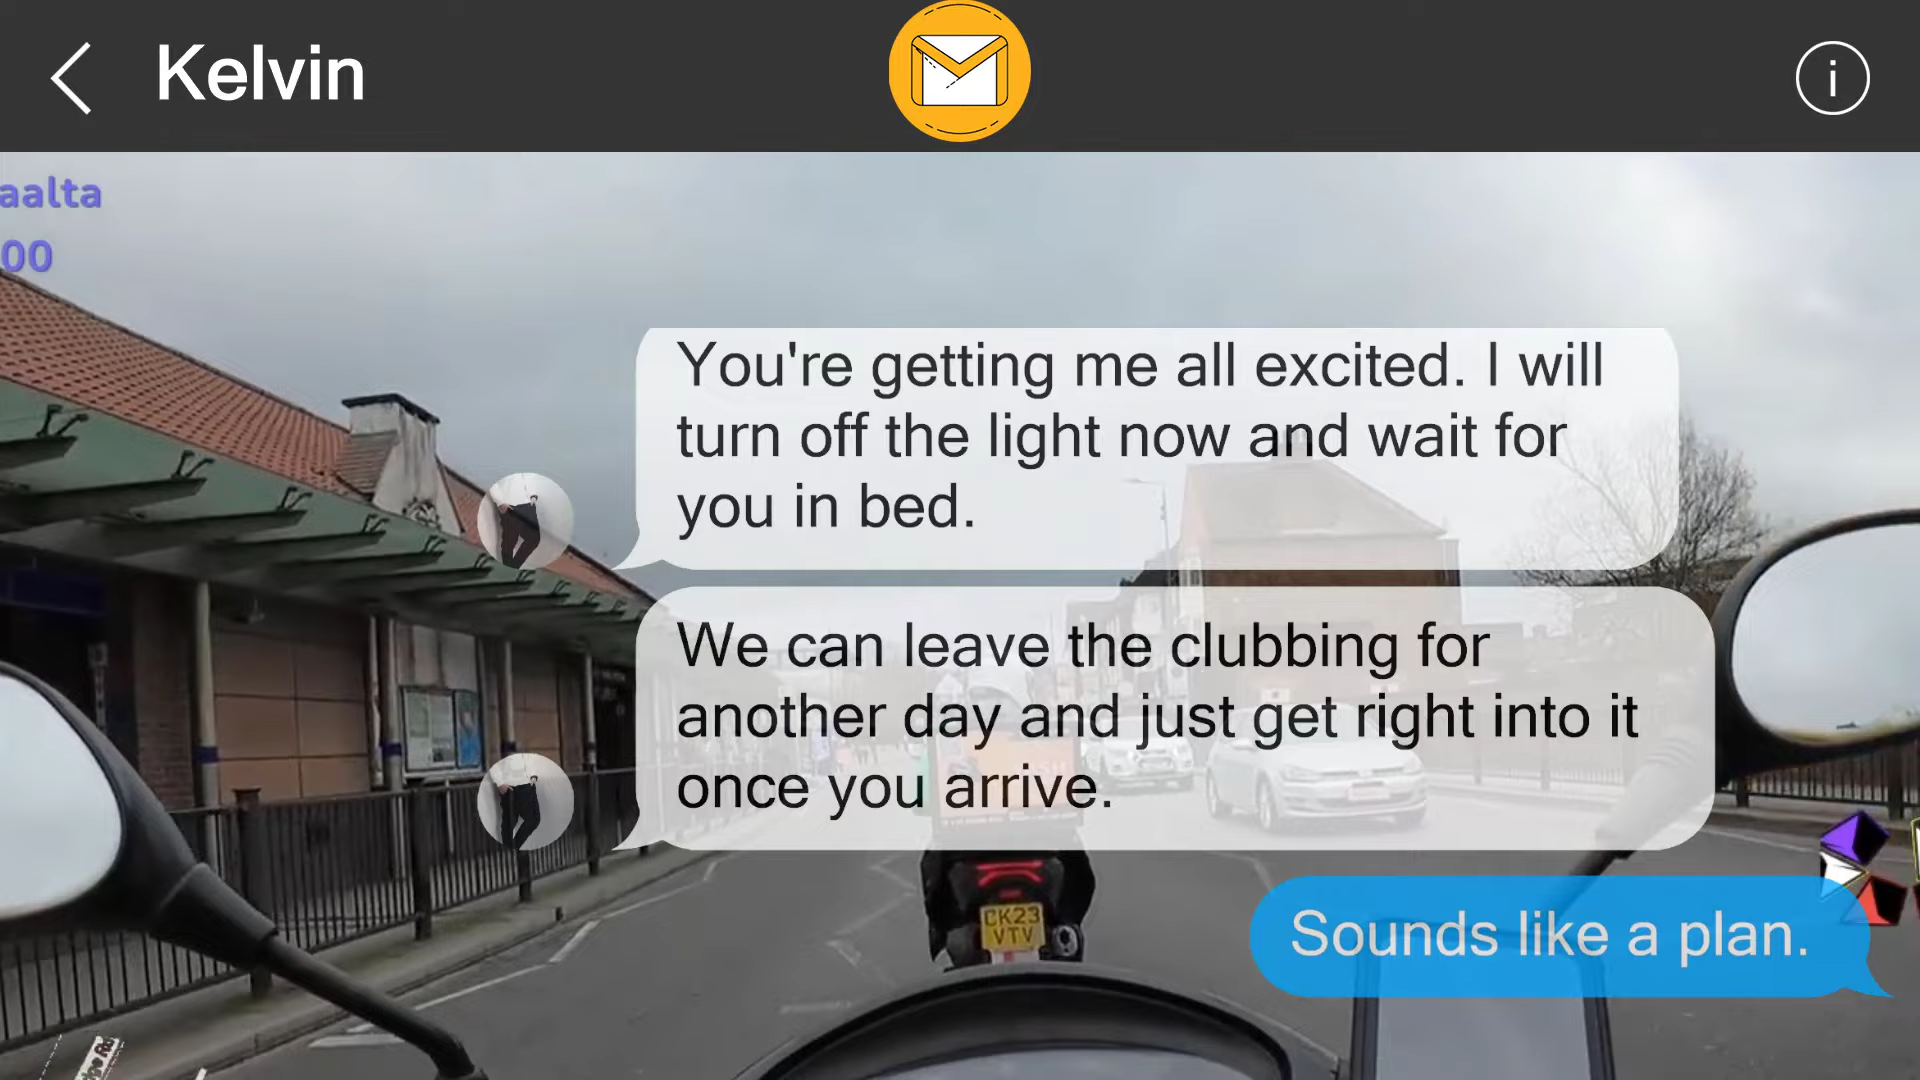 Kelvin
aalta
00
You're getting me all excited. I will
turn off the light now and wait for
you in bed.
We can leave the clubbing for
another day and just get right into it
once you arrive.
CK23
VTV
Sounds like a plan.